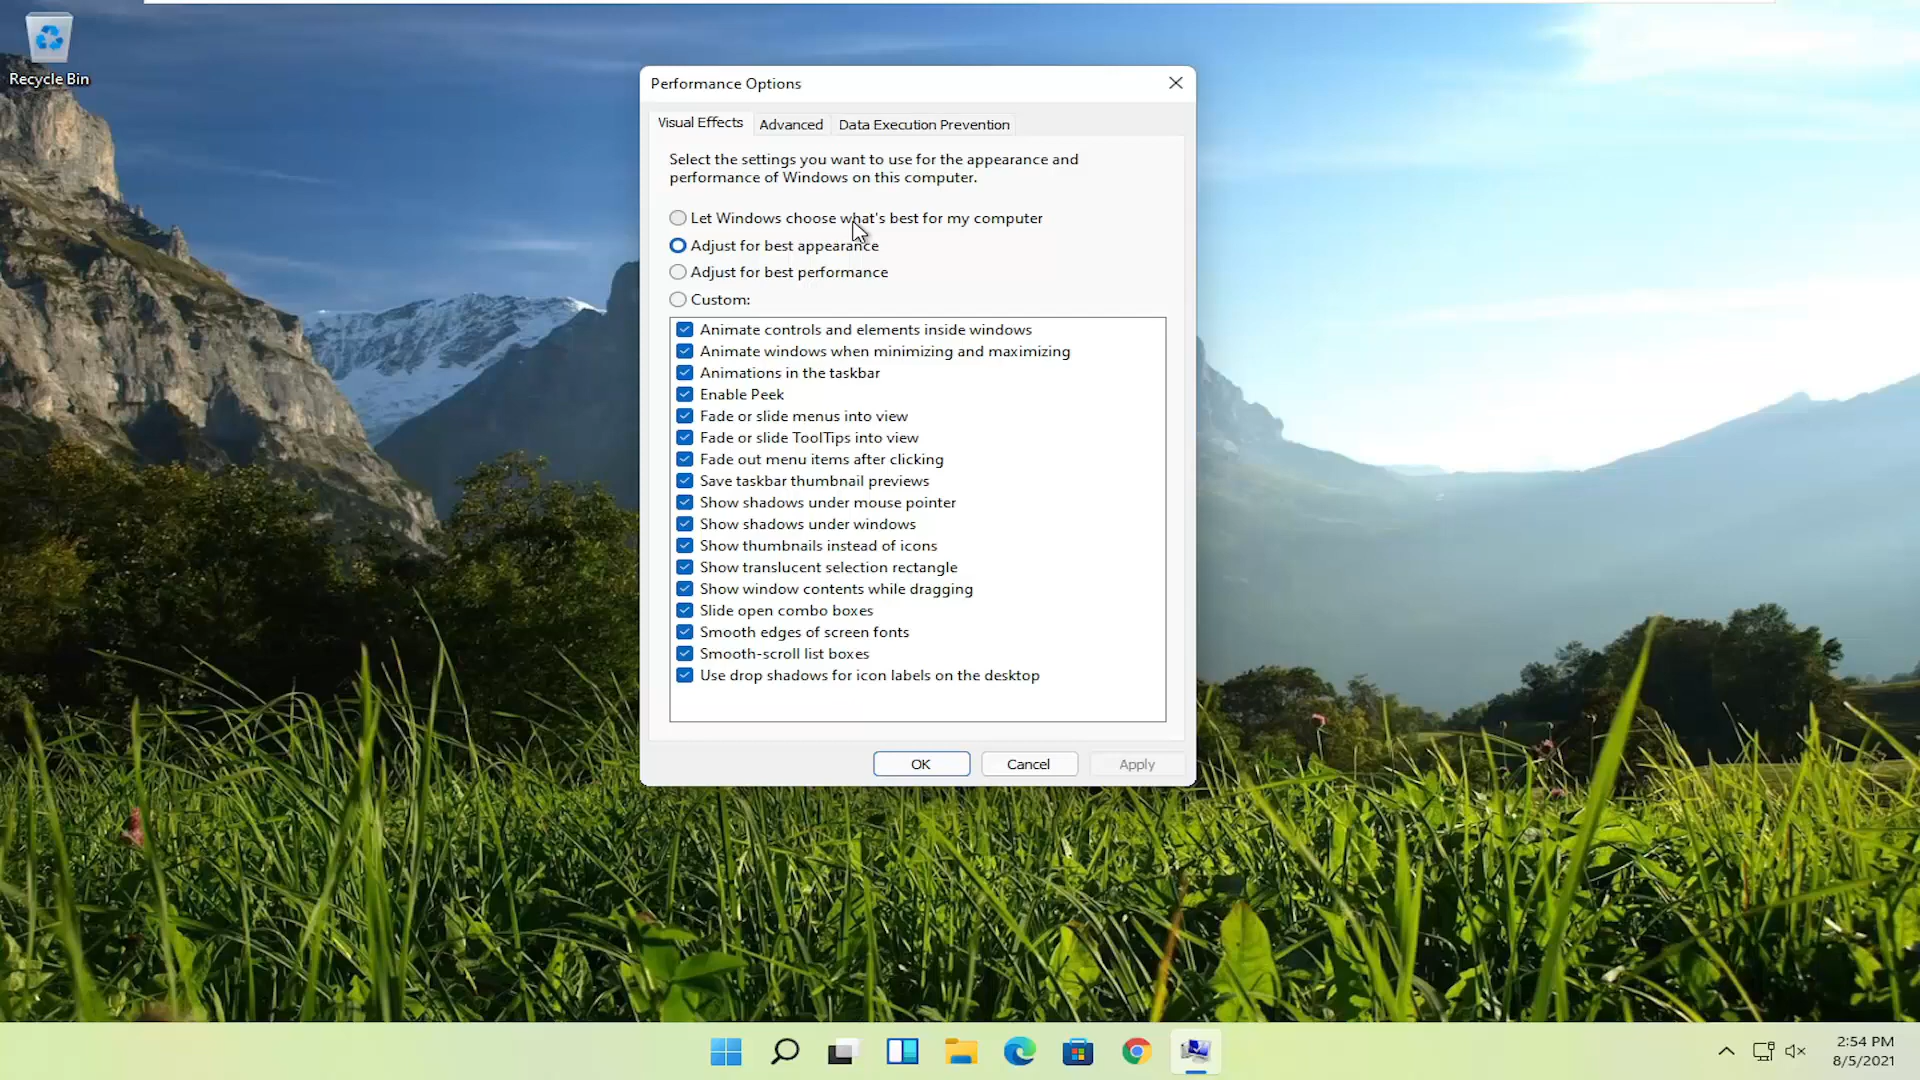 Recycle Bin
Performance Options
Visual Effects
Advanced
Data Execution Prevention
Select the settings you want to use for the appearance and
performance of Windows on this computer.
Let Windows choose what's best for my computer
Adjust for best appearance
Adjust for best performance
Custom:
Animate controls and elements inside windows
Animate windows when minimizing and maximizing
Animations in the taskbar
Enable Peek
Fade or slide menus into view
Fade or slide ToolTips into view
Fade out menu items after clicking
Save taskbar thumbnail previews
Show shadows under mouse pointer
Show shadows under windows
Show thumbnails instead of icons
Show translucent selection rectangle
Show window contents while dragging
Slide open combo boxes
Smooth edges of screen fonts
Smooth-scroll list boxes
Use drop shadows for icon labels on the desktop
OK
Cancel
Apply
2:54 PM
8/5/2021